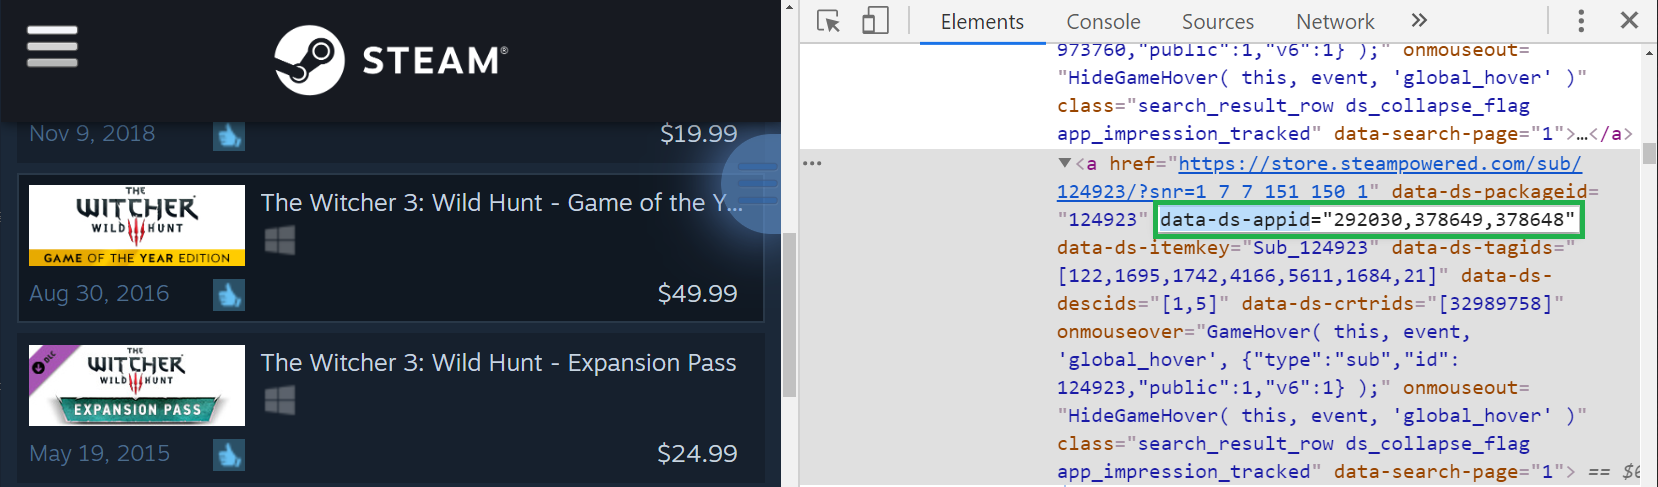 STEAM®
Nov 9, 2018
$19.99
THE
WITCHER
WILD HUNT
GAME OF THE YEAR EDITION
The Witcher 3: Wild Hunt - Game of the Y...
Aug 30, 2016
$49.99
DLC
THE
WITCHER
WILD HUNT
EXPANSION PASS
The Witcher 3: Wild Hunt - Expansion Pass
May 19, 2015
$24.99
Elements Console Sources Network
973760,"public":1,"v6":1} );" onmouseout=
"HideGameHover( this, event, 'global_hover' )"
class="search_result_row ds_collapse_flag
app_impression_tracked" data-search-page="1">…</a>
<a href="https://store.steampowered.com/sub/
124923/?snr=1_7_7_151_150_1" data-ds-packageid=
"124923" data-ds-appid="292030,378649,378648"
data-ds-itemkey="Sub_124923" data-ds-tagids="
[122,1695,1742,4166,5611,1684,21]" data-ds-
descids="[1,5]" data-ds-crtrids="[32989758]"
onmouseover="GameHover( this, event,
'global_hover', {"type":"sub","id":
124923,"public":1,"v6":1} );" onmouseout=
"HideGameHover( this, event, 'global_hover' )"
class="search_result_row ds_collapse_flag
app_impression_tracked" data-search-page="1"> ==